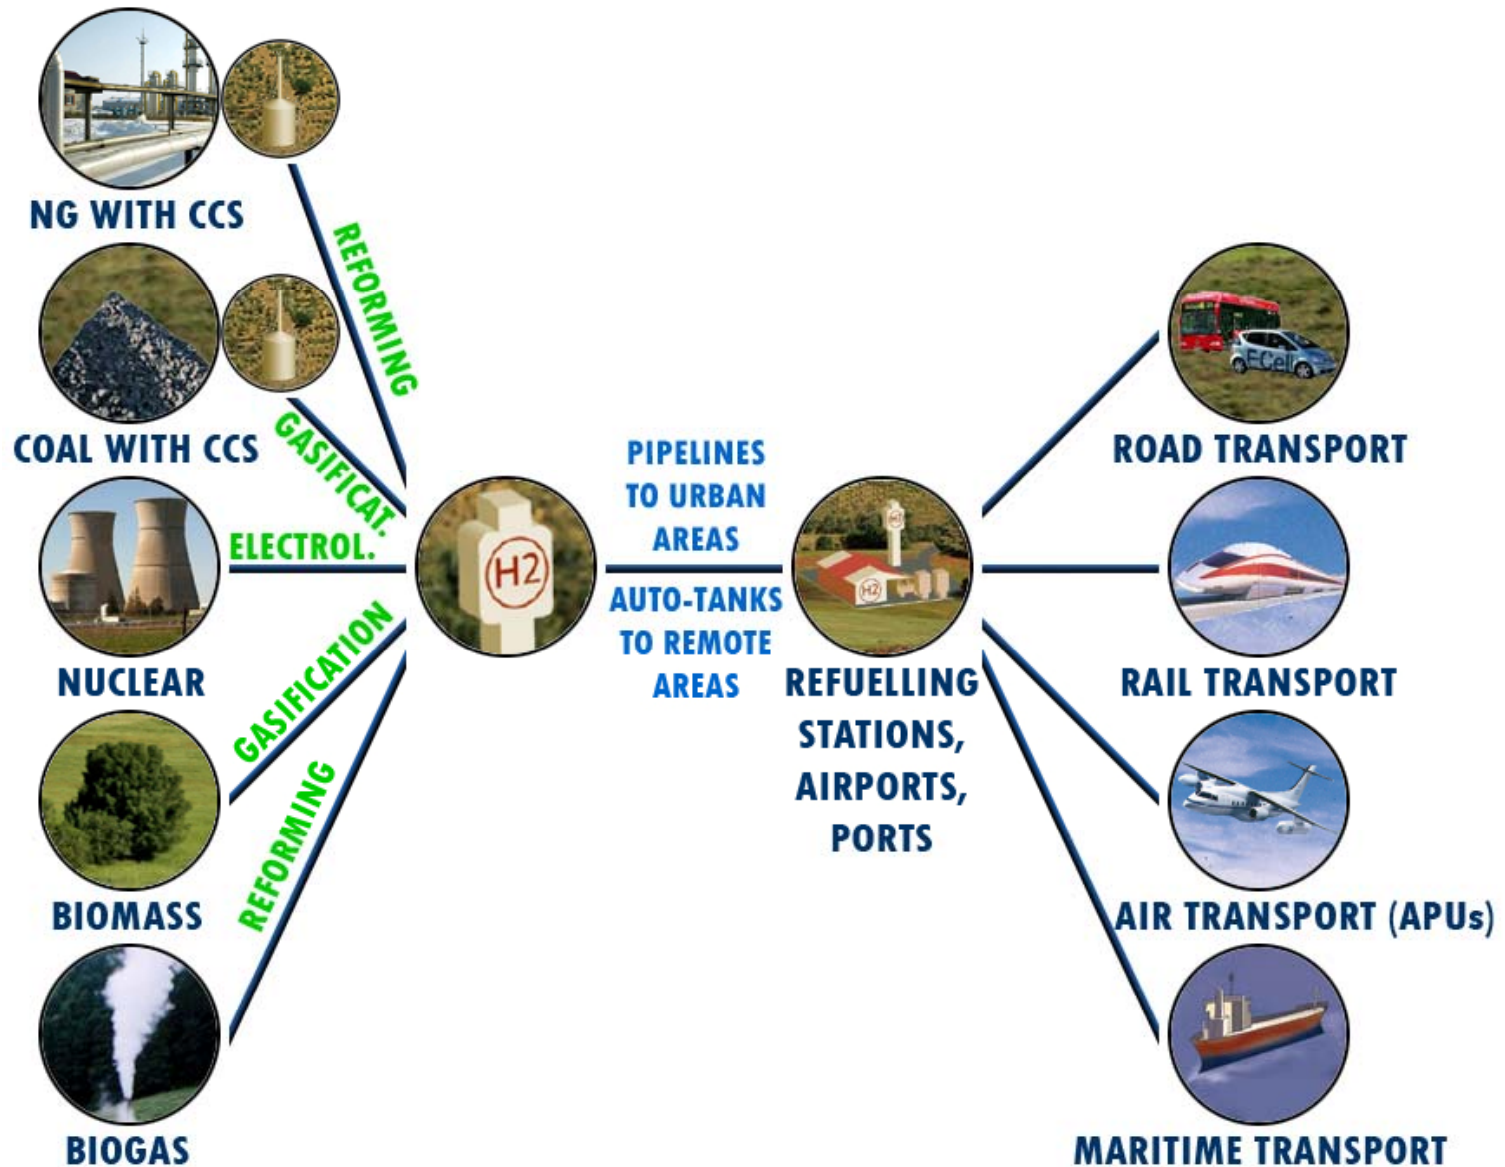 NG WITH CCS
REFORMING
COAL WITH CCS
GASIFICAT.
NUCLEAR
ELECTROL.
BIOMASS
GASIFICATION
BIOGAS
REFORMING
H2
PIPELINES
TO URBAN
AREAS
AUTO-TANKS
TO REMOTE
AREAS
H2
H2
REFUELLING
STATIONS,
AIRPORTS,
PORTS
F-Cell
ROAD TRANSPORT
RAIL TRANSPORT
AIR TRANSPORT (APUs)
MARITIME TRANSPORT